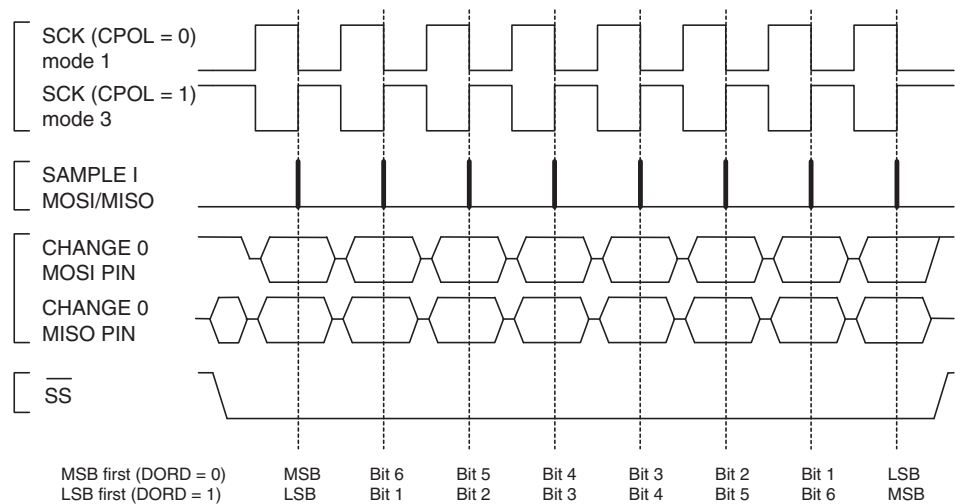 SCK (CPOL = 0)
mode 1
SCK (CPOL = 1)
mode 3
SAMPLE I
MOSI/MISO
CHANGE 0
MOSI PIN
CHANGE 0
MISO PIN
SS
MSB first (DORD = 0) MSB Bit 6 Bit 5 Bit 4 Bit 3 Bit 2 Bit 1 LSB
LSB first (DORD = 1) LSB Bit 1 Bit 2 Bit 3 Bit 4 Bit 5 Bit 6 MSB